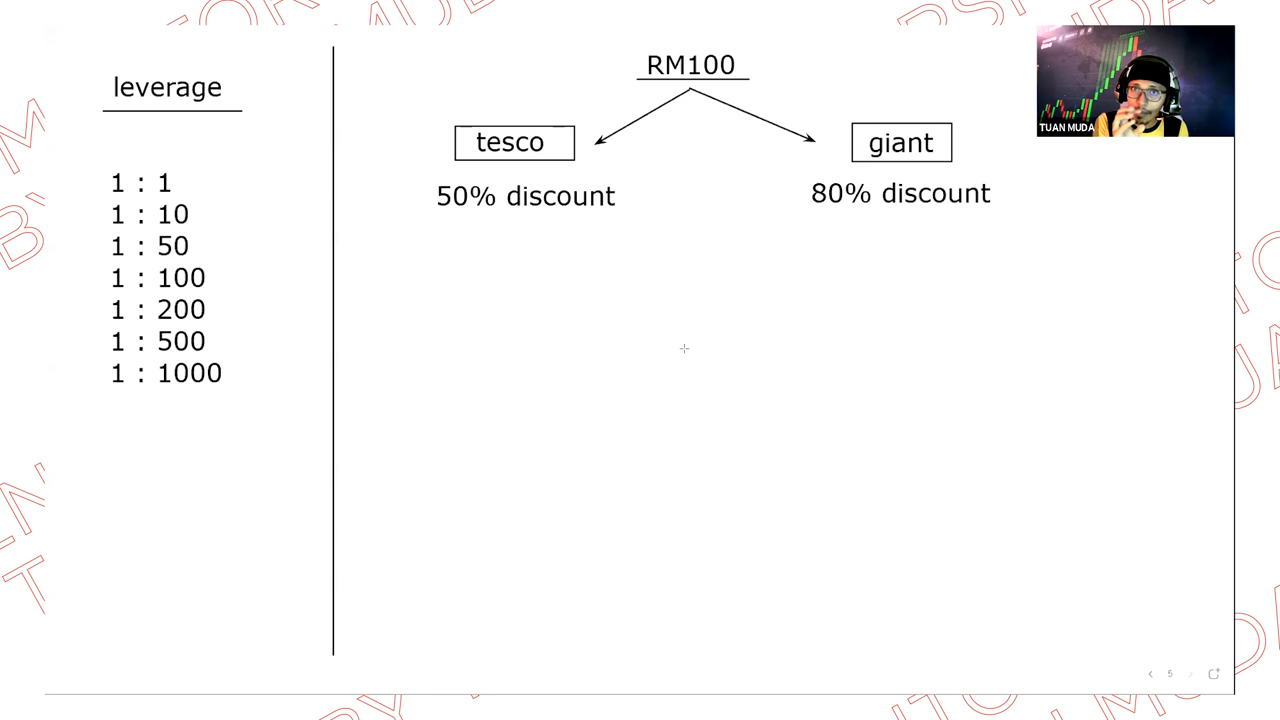 leverage
1 : 1
1 : 10
1 : 50
1 : 100
1 : 200
1 : 500
1 : 1000
RM100
tesco
giant
50% discount
80% discount
TUAN MUDA
5